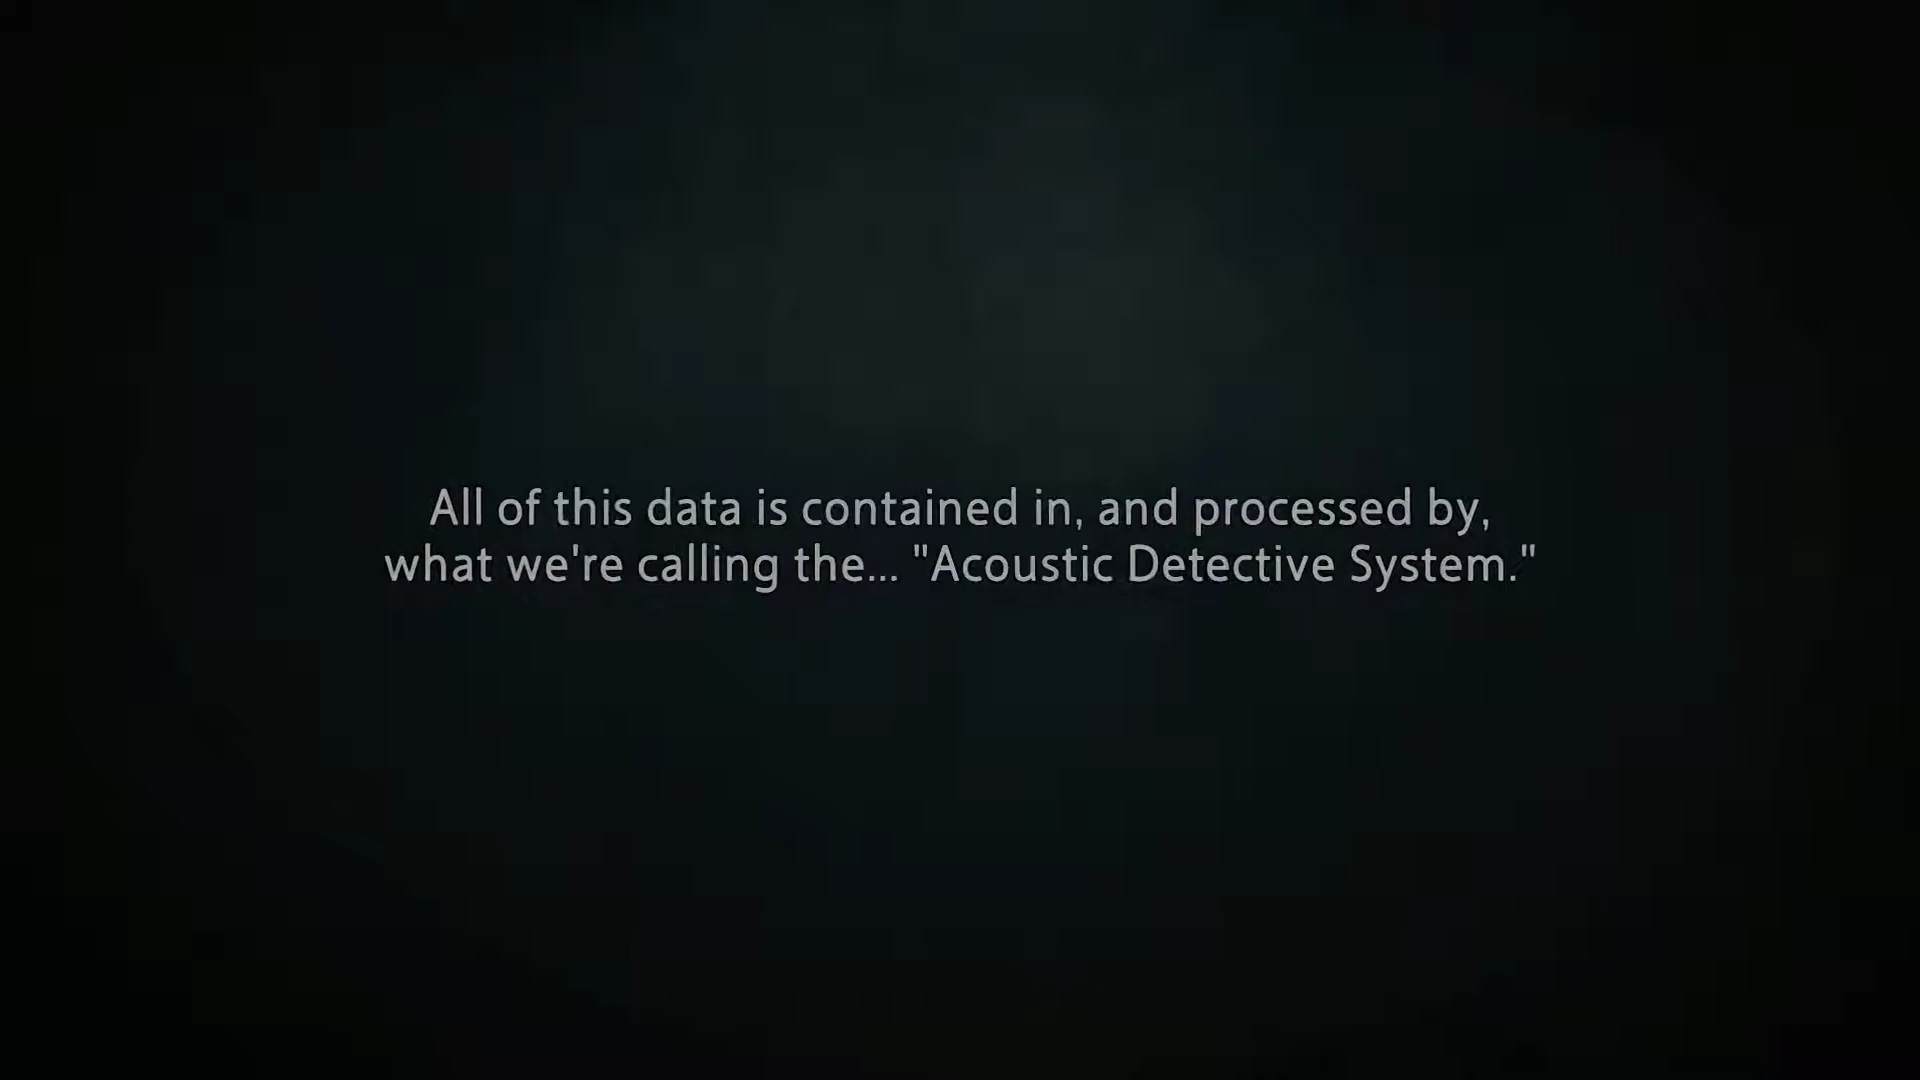 All of this data is contained in, and processed by,
what we're calling the... "Acoustic Detective System."